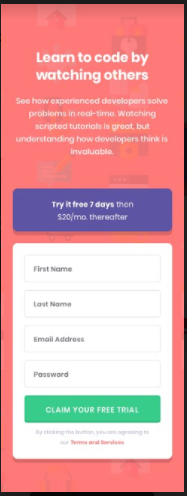 Learn to code by
watching others
See how experienced developers solve
problems in real-time. Watching
scripted tutorials is great, but
understanding how developers think is
invaluable.
Try it free 7 days then
$20/mo. thereafter
First Name
Last Name
Email Address
Password
CLAIM YOUR FREE TRIAL
By clicking the button, you are agreeing to
our Terms and Services